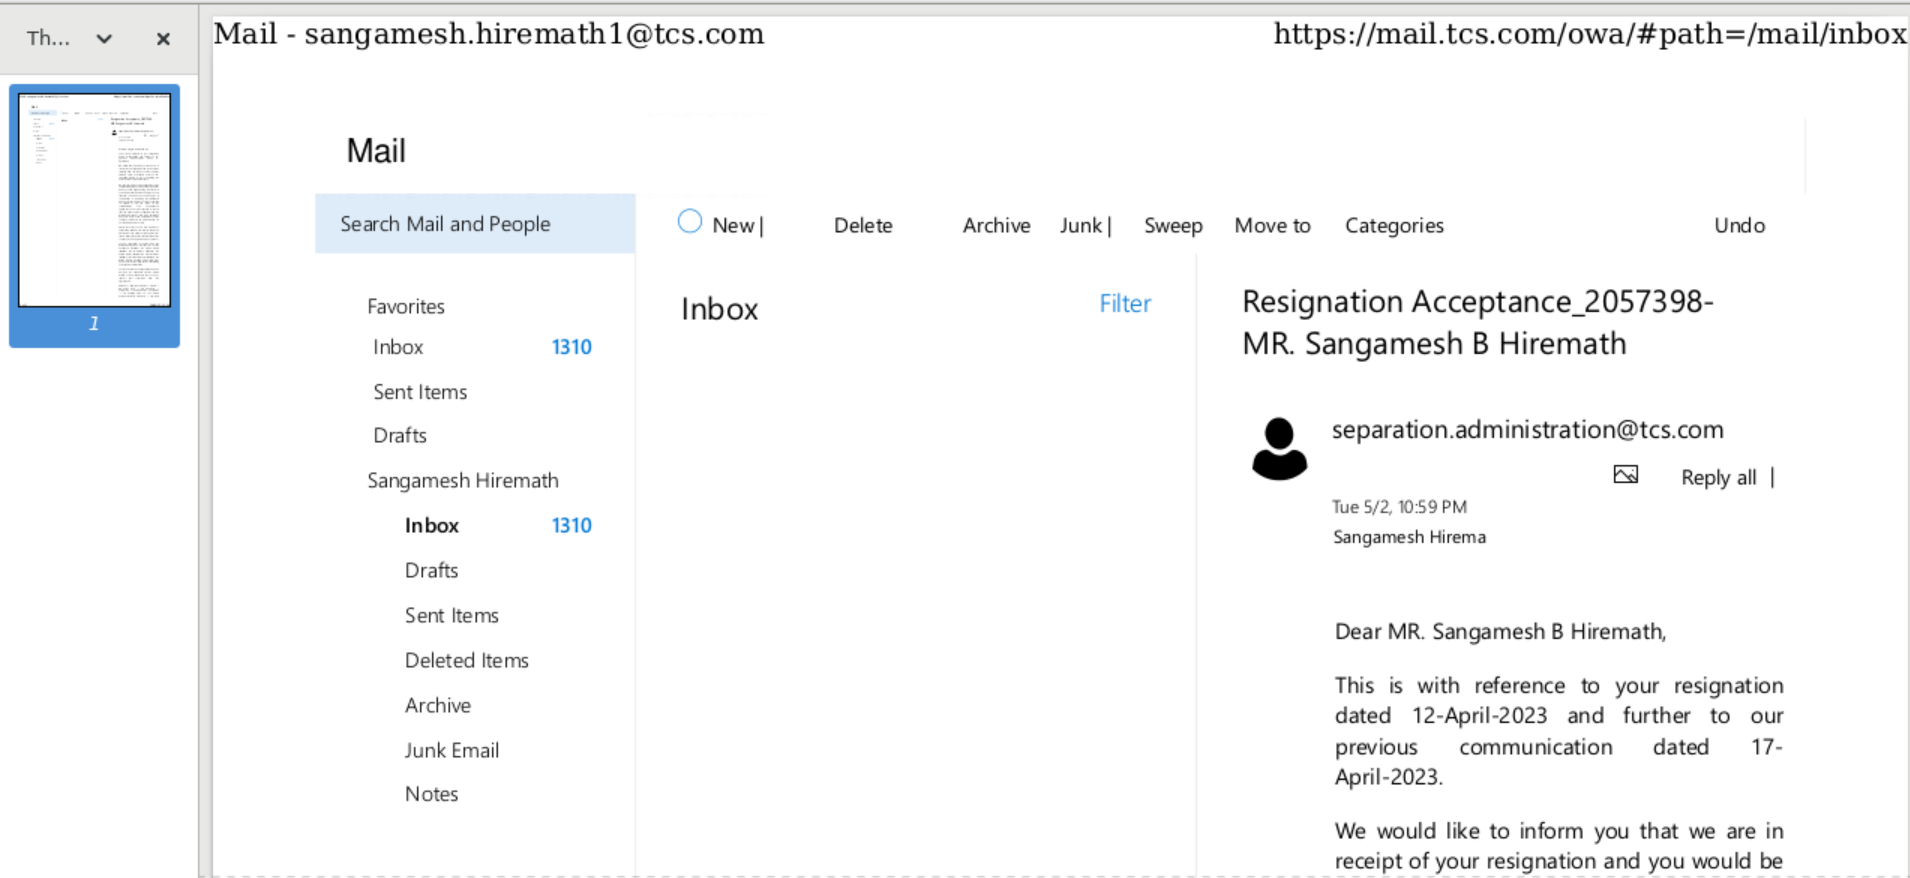 Th...
1
Mail - sangamesh.hiremath1@tcs.com
https://mail.tcs.com/owa/#path=/mail/inbox
Mail
Search Mail and People
New |
Delete
Archive
Junk |
Sweep
Move to
Categories
Undo
Favorites
Inbox 1310
Sent Items
Drafts
Sangamesh Hiremath
Inbox 1310
Drafts
Sent Items
Deleted Items
Archive
Junk Email
Notes
Inbox
Filter
Resignation Acceptance_2057398-
MR. Sangamesh B Hiremath
separation.administration@tcs.com
Reply all |
Tue 5/2, 10:59 PM
Sangamesh Hirema
Dear MR. Sangamesh B Hiremath,
This is with reference to your resignation
dated 12-April-2023 and further to our
previous communication dated 17-
April-2023.
We would like to inform you that we are in
receipt of your resignation and you would be